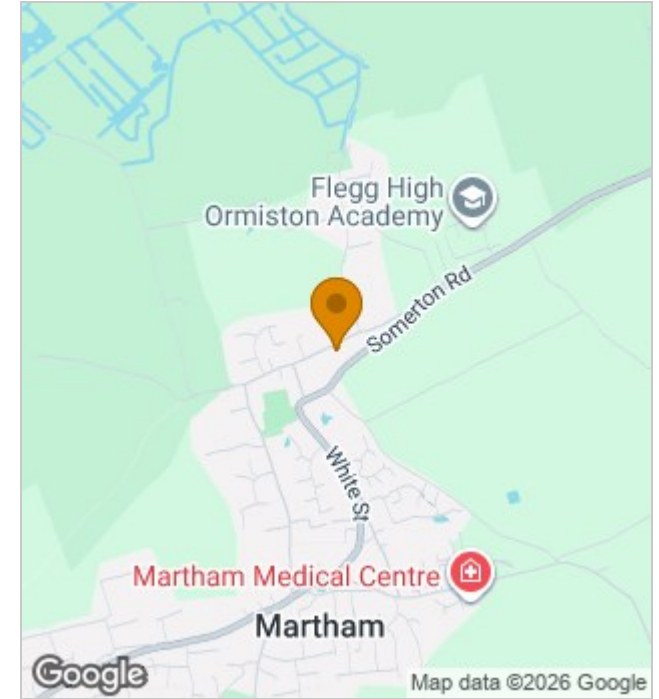 Flegg High
Ormiston Academy
Somerton Rd
White St
Martham Medical Centre
Martham
Google
Map data ©2026 Google